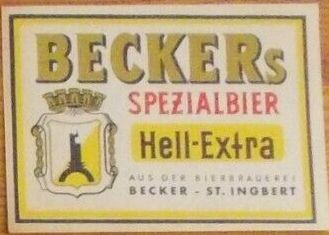 BECKERs
SPEZIALBIER
Hell-Extra
AUS DER BIERBRAUEREI
BECKER - ST. INGBERT